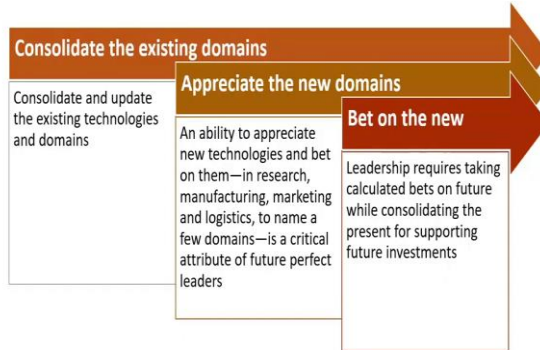 Consolidate the existing domains
Consolidate and update
the existing technologies
and domains
Appreciate the new domains
An ability to appreciate
new technologies and bet
on them—in research,
manufacturing, marketing
and logistics, to name a
few domains—is a critical
attribute of future perfect
leaders
Bet on the new
Leadership requires taking
calculated bets on future
while consolidating the
present for supporting
future investments